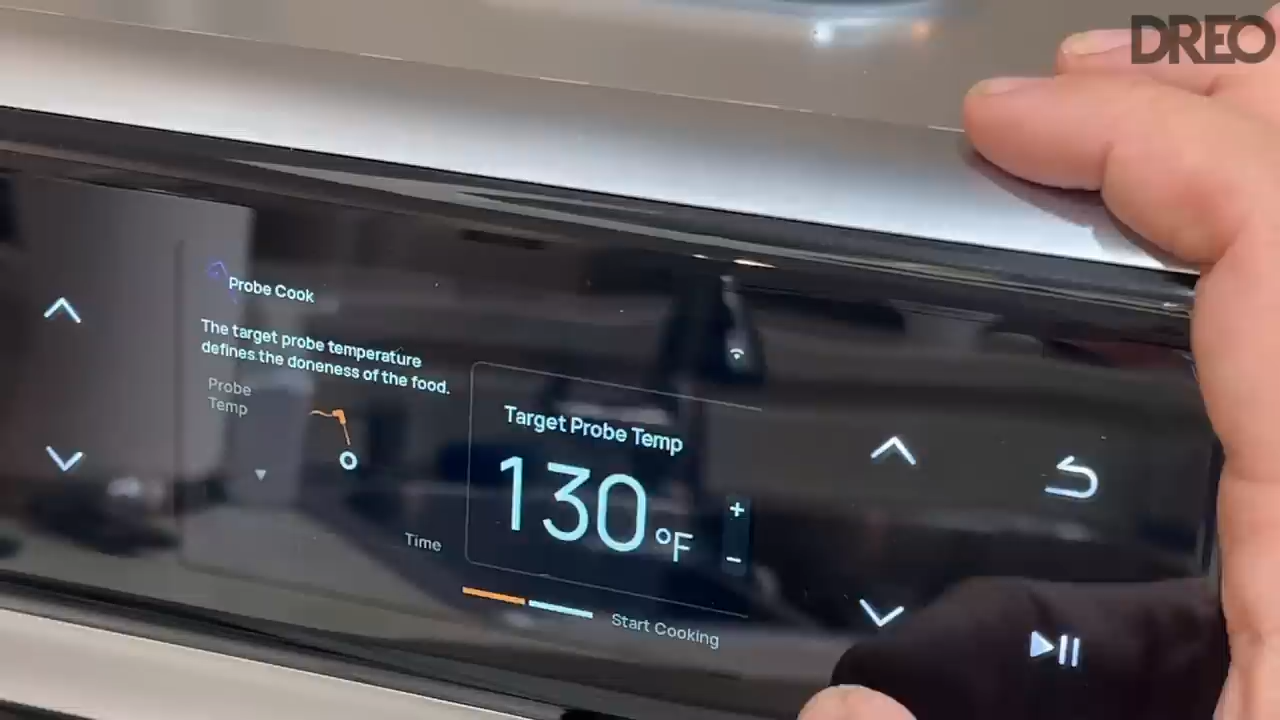 DREO
Probe Cook
The target probe temperature
defines the doneness of the food.
Probe
Temp
Time
Target Probe Temp
130°F
+
-
Start Cooking